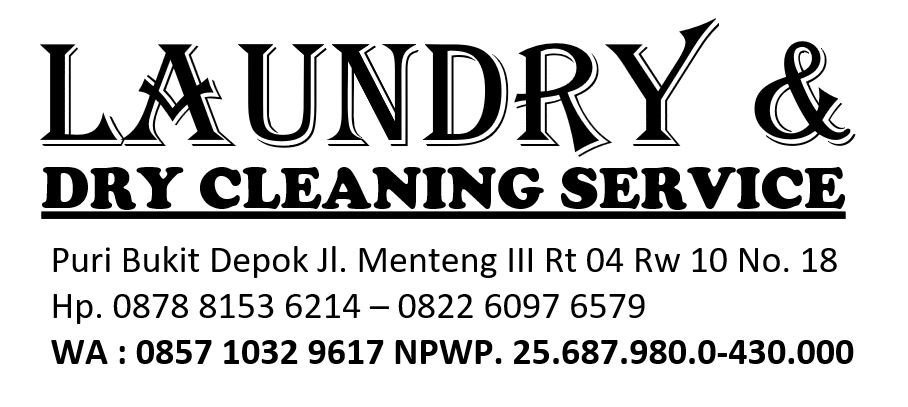 LAUNDRY &
DRY CLEANING SERVICE
Puri Bukit Depok Jl. Menteng III Rt 04 Rw 10 No. 18
Hp. 0878 8153 6214 – 0822 6097 6579
WA : 0857 1032 9617 NPWP. 25.687.980.0-430.000